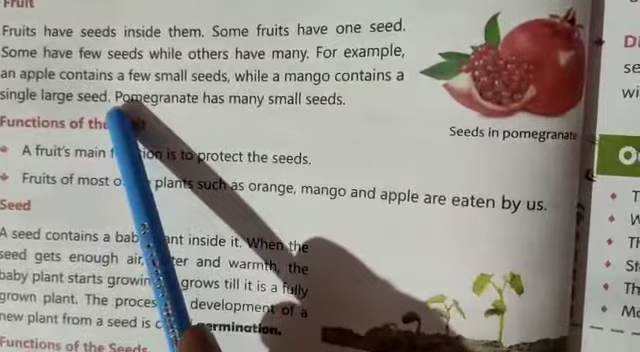 Fruit
Fruits have seeds inside them. Some fruits have one seed.
Some have few seeds while others have many. For example,
an apple contains a few small seeds, while a mango contains a
single large seed. Pomegranate has many small seeds.
Seeds in pomegranate
Functions of the
A fruit's main is to protect the seeds.
Fruits of most plants such as orange, mango and apple are eaten by us.
Seed
A seed contains a inside it. When the
seed gets enough air, and warmth, the
baby plant starts grows till it is a fully
grown plant. The development of a
new plant from a seed is germination.
Functions of the Seeds